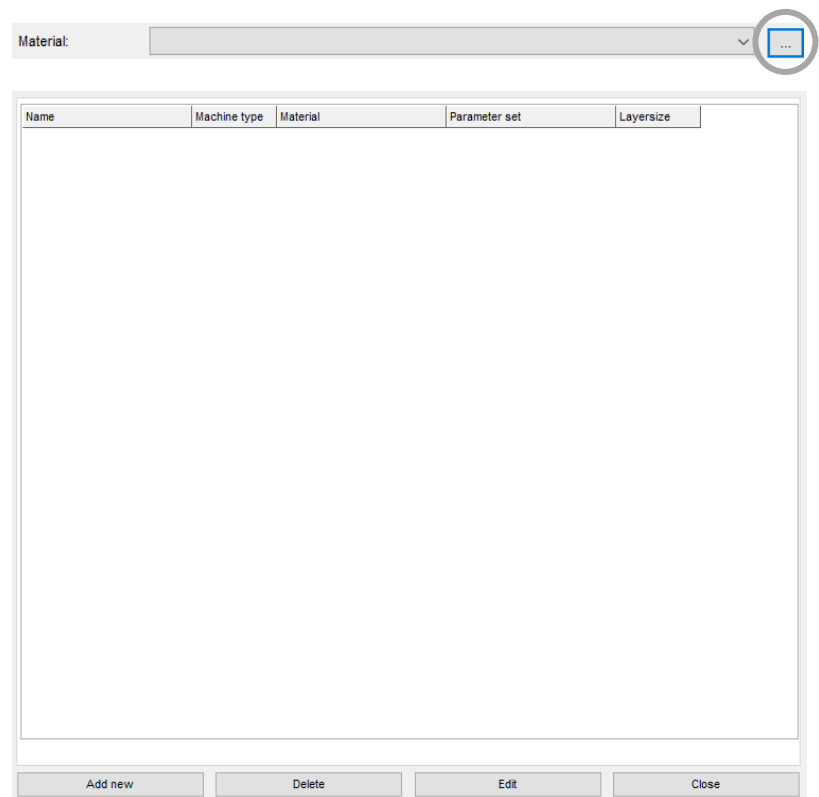 Material: ...
Name Machine type Material Parameter set Layersize
Add new Delete Edit Close